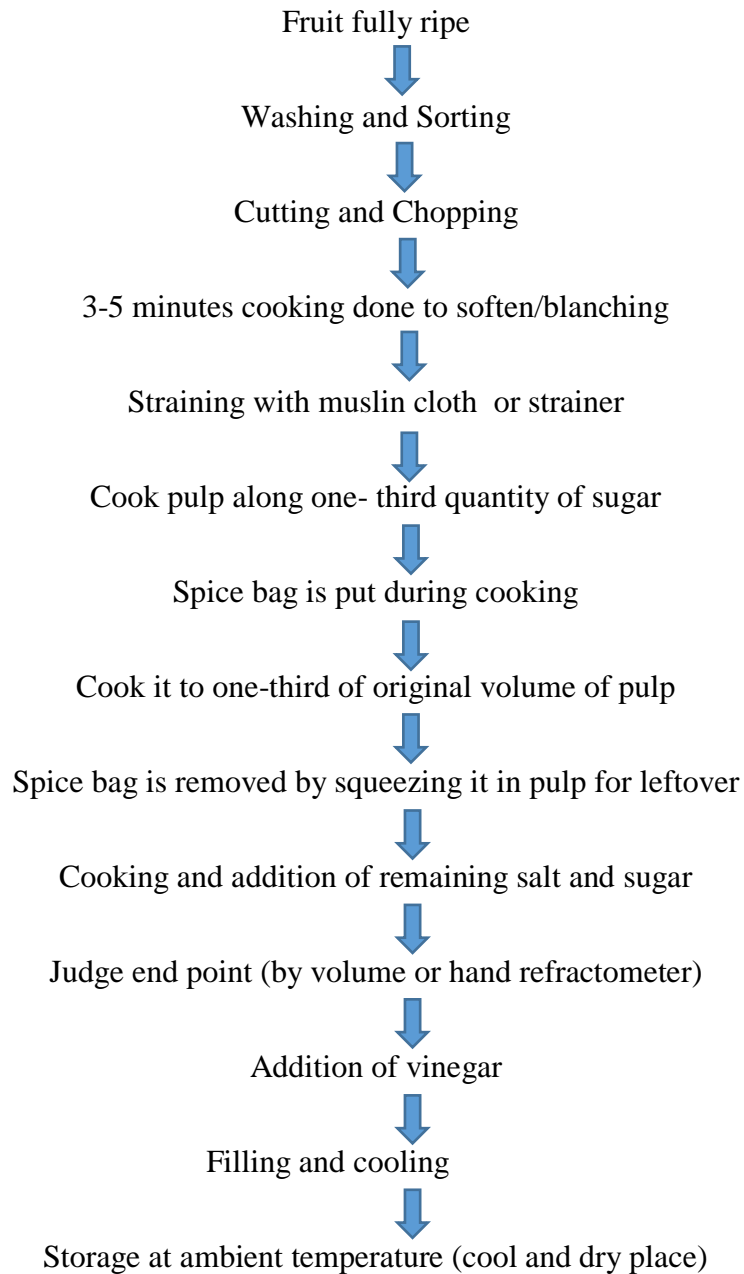 Fruit fully ripe
Washing and Sorting
Cutting and Chopping
3-5 minutes cooking done to soften/blanching
Straining with muslin cloth or strainer
Cook pulp along one- third quantity of sugar
Spice bag is put during cooking
Cook it to one-third of original volume of pulp
Spice bag is removed by squeezing it in pulp for leftover
Cooking and addition of remaining salt and sugar
Judge end point (by volume or hand refractometer)
Addition of vinegar
Filling and cooling
Storage at ambient temperature (cool and dry place)